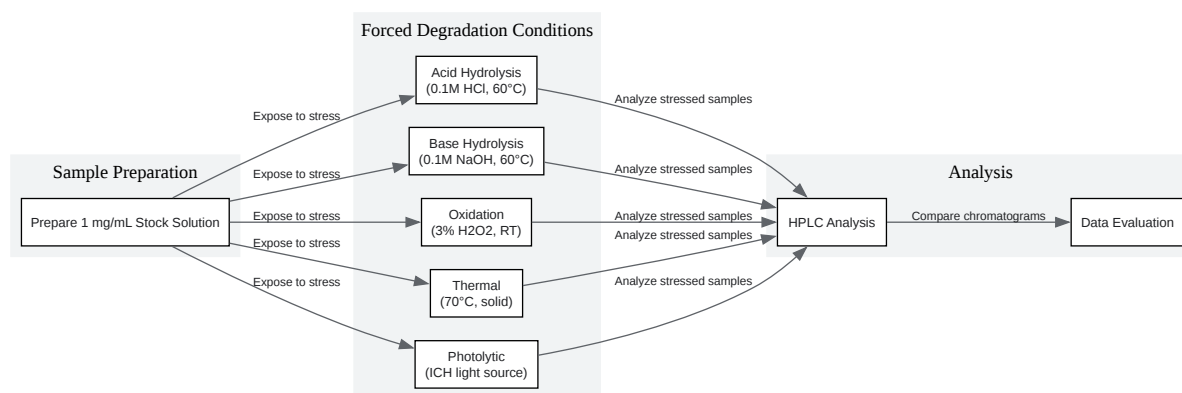 Forced Degradation Conditions
Acid Hydrolysis
(0.1M HCl, 60°C)
Expose to stress
Analyze stressed samples
Base Hydrolysis
(0.1M NaOH, 60°C)
Expose to stress
Analyze stressed samples
Sample Preparation
Analysis
Prepare 1 mg/mL Stock Solution
Expose to stress
Oxidation
(3% H2O2, RT)
Analyze stressed samples
HPLC Analysis
Compare chromatograms
Data Evaluation
Expose to stress
Analyze stressed samples
Thermal
(70°C, solid)
Expose to stress
Analyze stressed samples
Photolytic
(ICH light source)